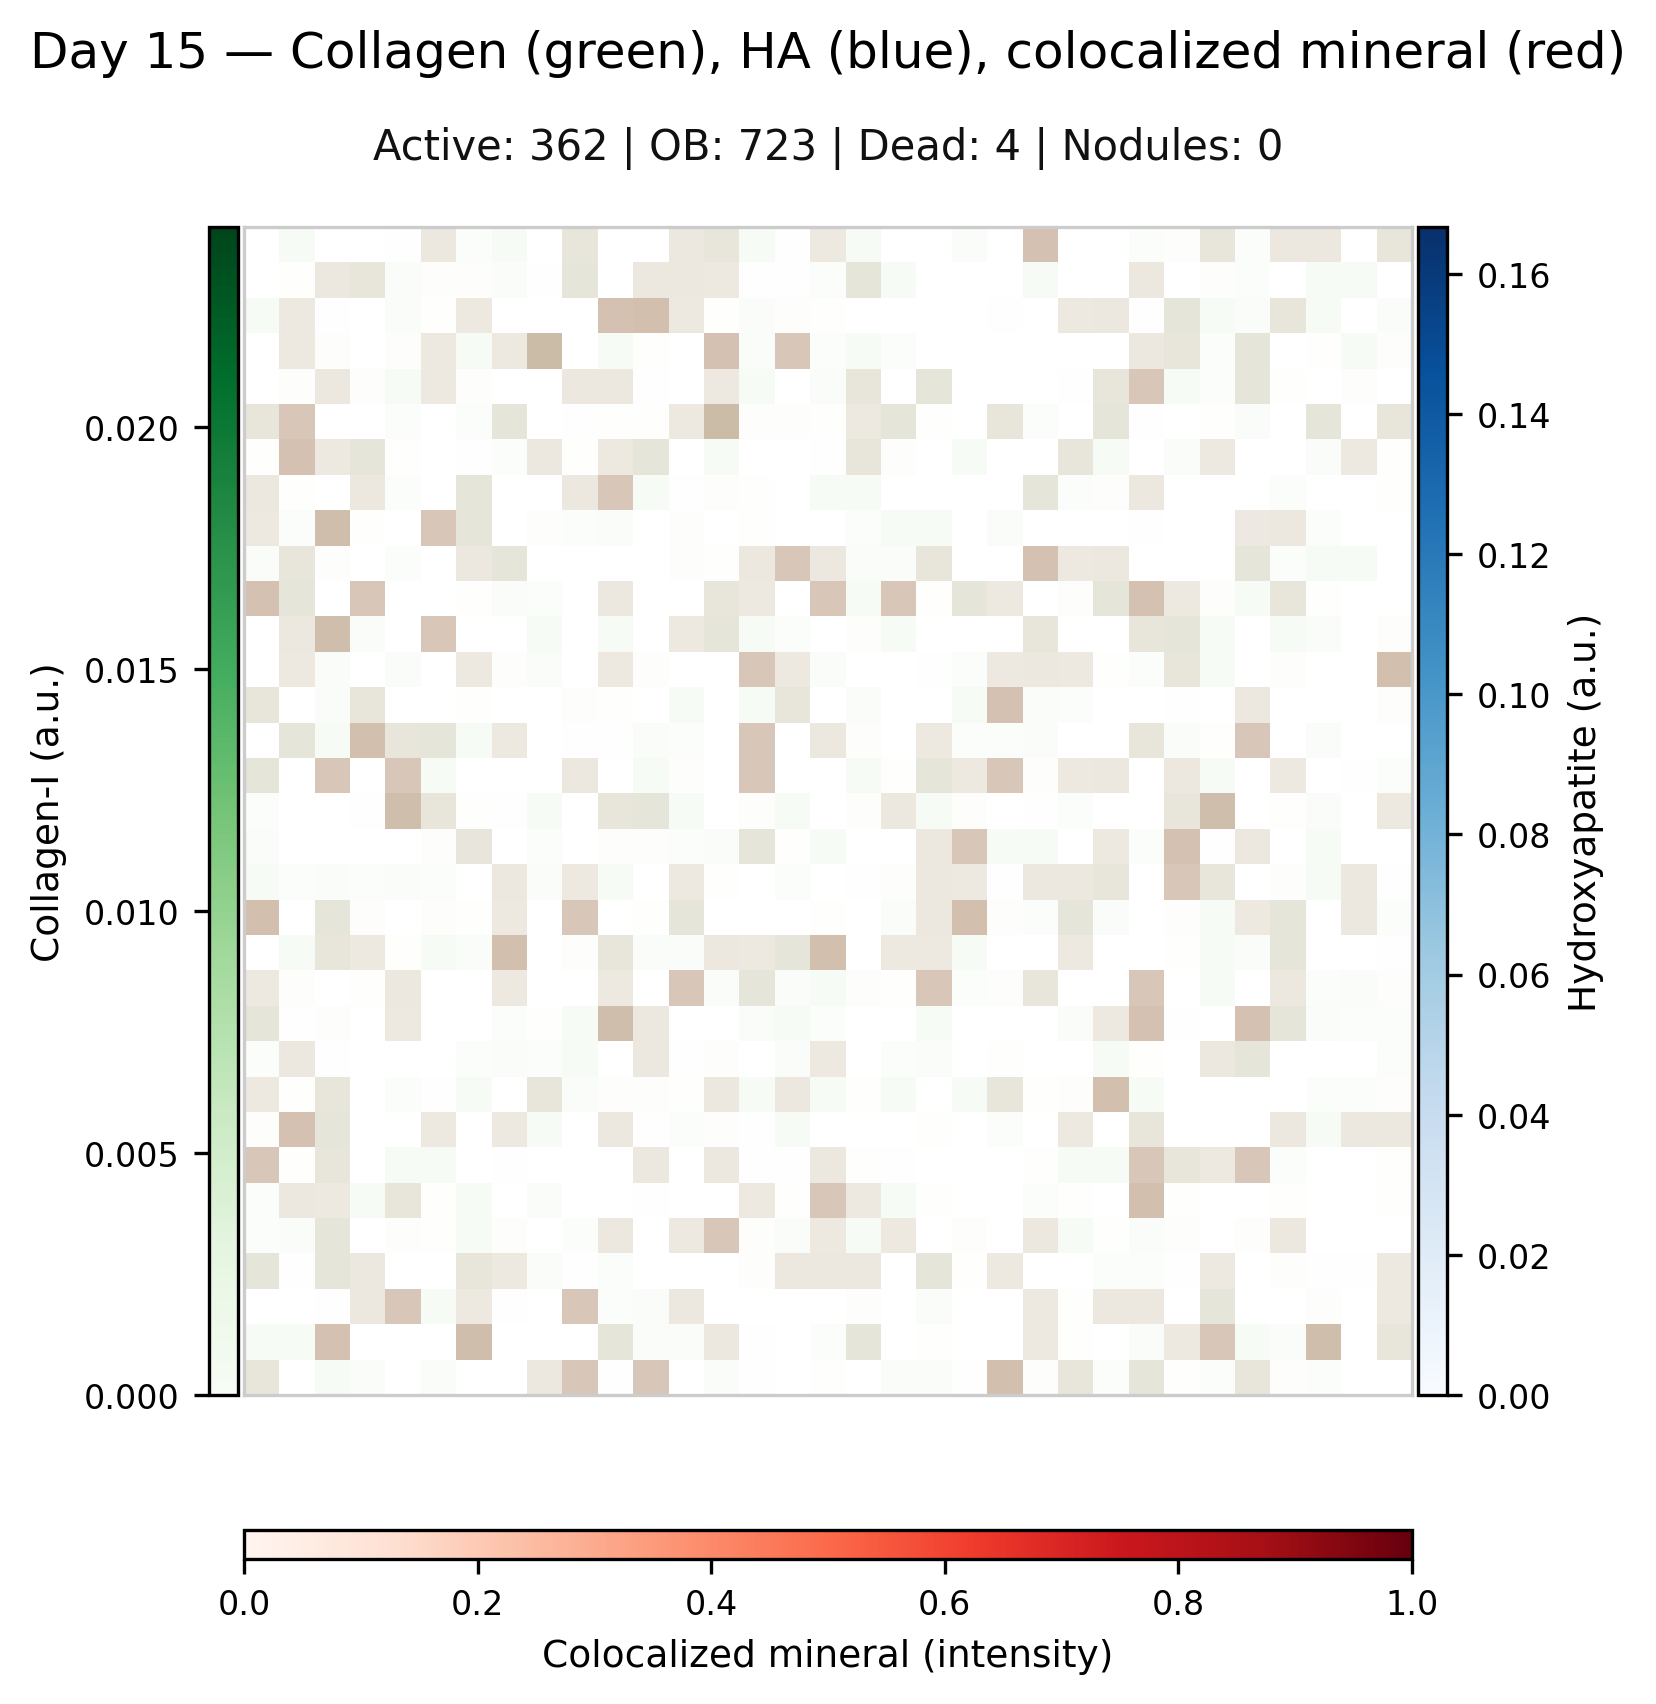 Day 15 — Collagen (green), HA (blue), colocalized mineral (red)
Active: 362 | OB: 723 | Dead: 4 | Nodules: 0
Collagen-I (a.u.)
0.020
0.015
0.010
0.005
0.000
0.16
0.14
0.12
0.10
0.08
0.06
0.04
0.02
0.00
Hydroxyapatite (a.u.)
0.0 0.2 0.4 0.6 0.8 1.0
Colocalized mineral (intensity)